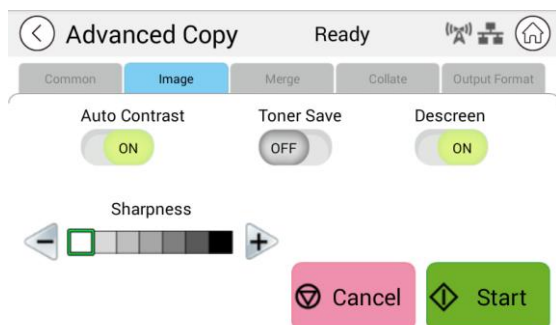 Advanced Copy Ready
Common Image Merge Collate Output Format
Auto Contrast Toner Save Descreen
ON OFF ON
Sharpness
Cancel Start